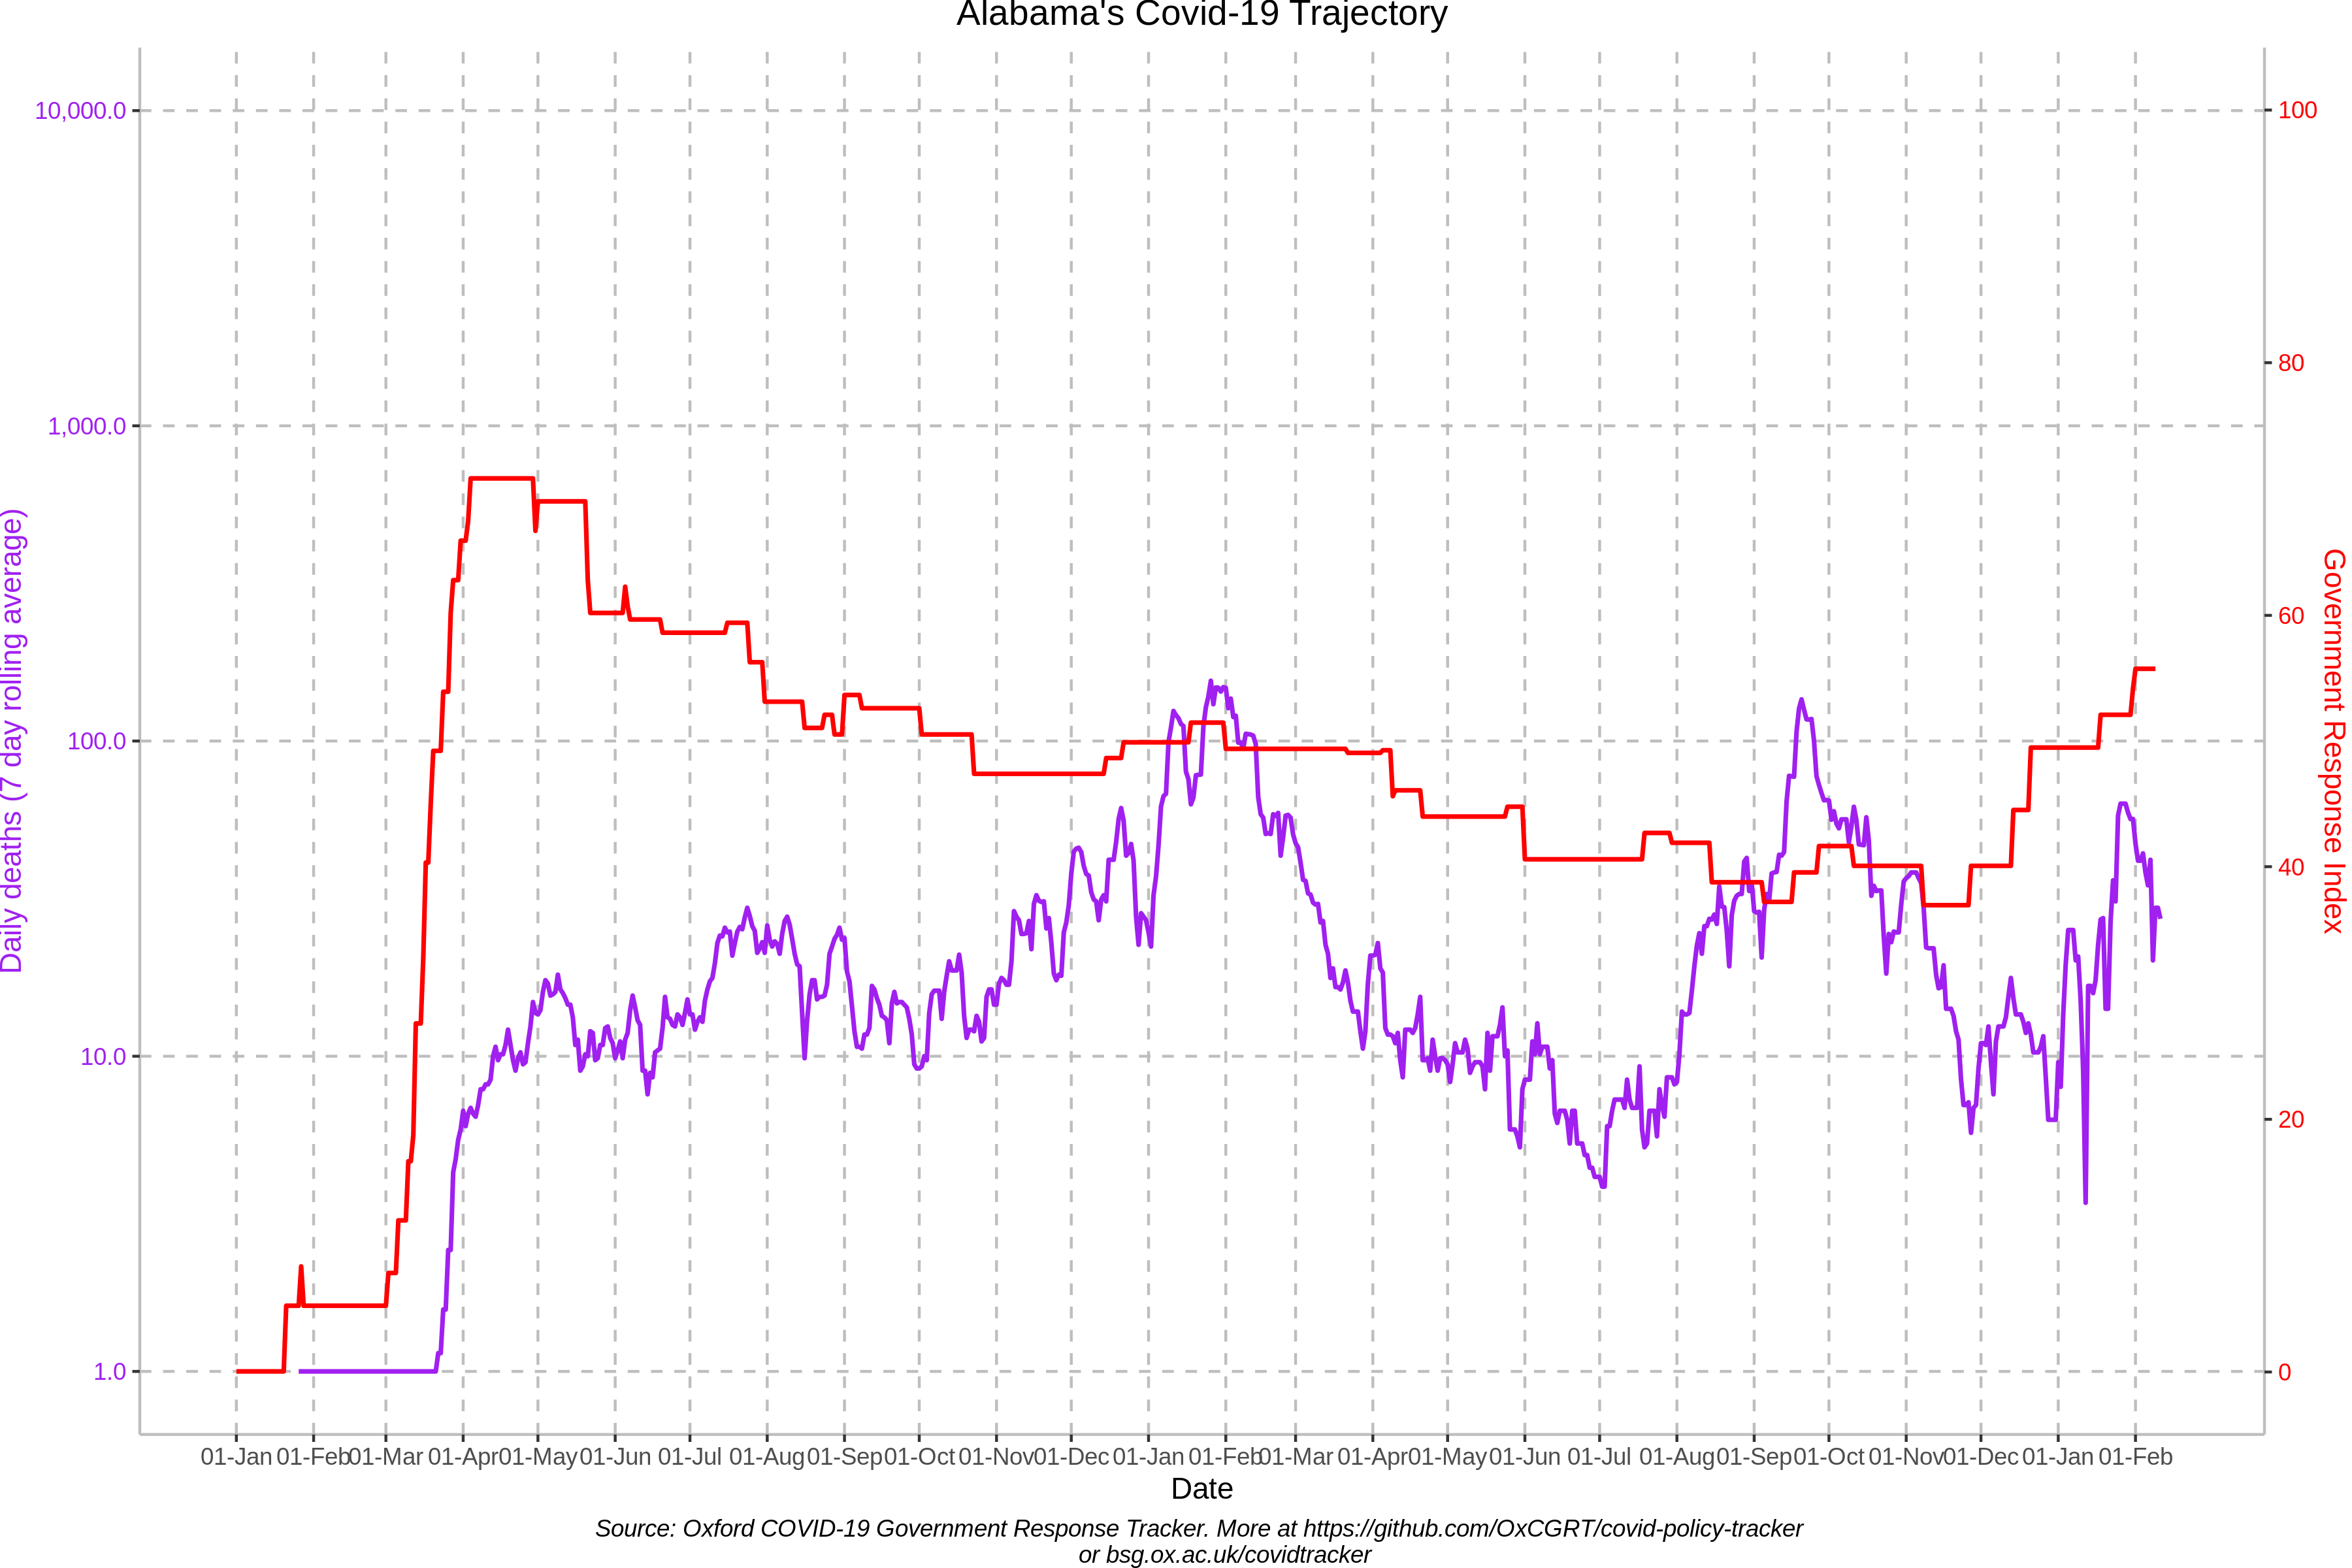 Alabama's Covid-19 Trajectory
10,000.0
1,000.0
100.0
10.0
1.0
Daily deaths (7 day rolling average)
100
80
60
40
20
0
Government Response Index
01-Jan 01-Feb 01-Mar 01-Apr 01-May 01-Jun 01-Jul 01-Aug 01-Sep 01-Oct 01-Nov 01-Dec 01-Jan 01-Feb 01-Mar 01-Apr 01-May 01-Jun 01-Jul 01-Aug 01-Sep 01-Oct 01-Nov 01-Dec 01-Jan 01-Feb
Date
Source: Oxford COVID-19 Government Response Tracker. More at https://github.com/OxCGRT/covid-policy-tracker
or bsg.ox.ac.uk/covidtracker